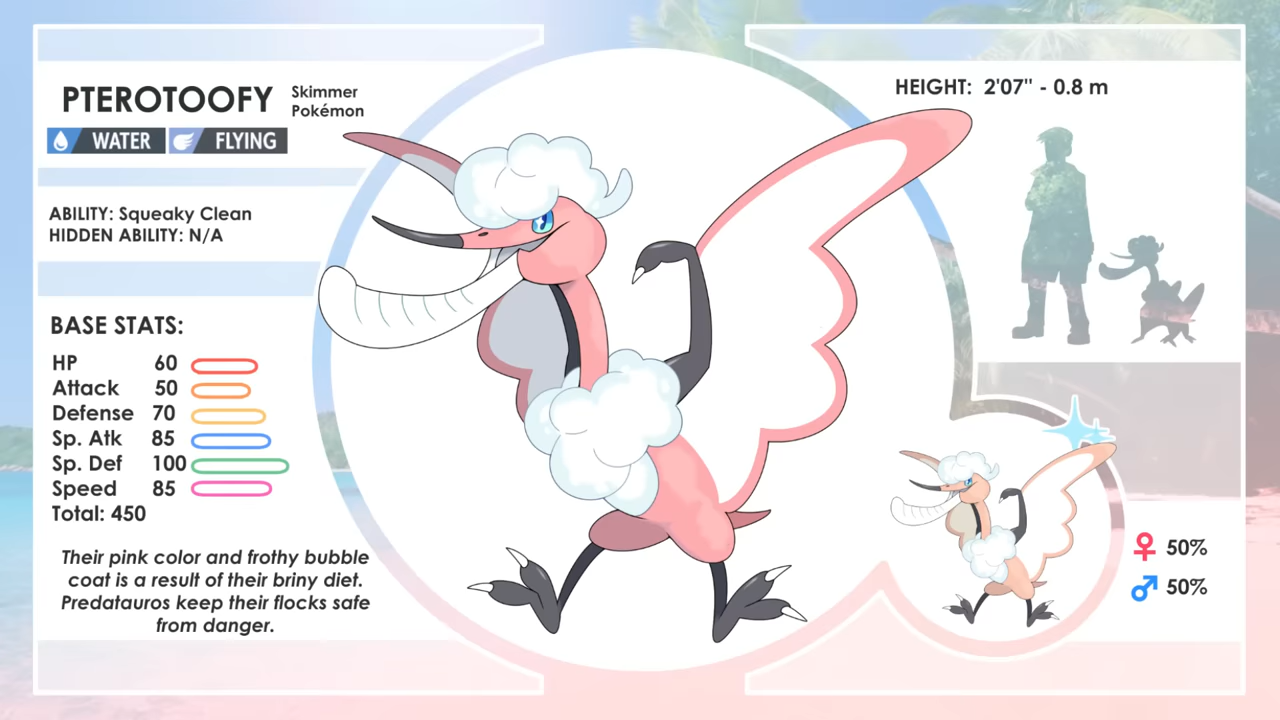 PTEROTOOFY
Skimmer
Pokémon
WATER
FLYING
ABILITY: Squeaky Clean
HIDDEN ABILITY: N/A
BASE STATS:
HP 60
Attack 50
Defense 70
Sp. Atk 85
Sp. Def 100
Speed 85
Total: 450
Their pink color and frothy bubble
coat is a result of their briny diet.
Predatauros keep their flocks safe
from danger.
HEIGHT: 2'07" - 0.8 m
♀ 50%
♂ 50%